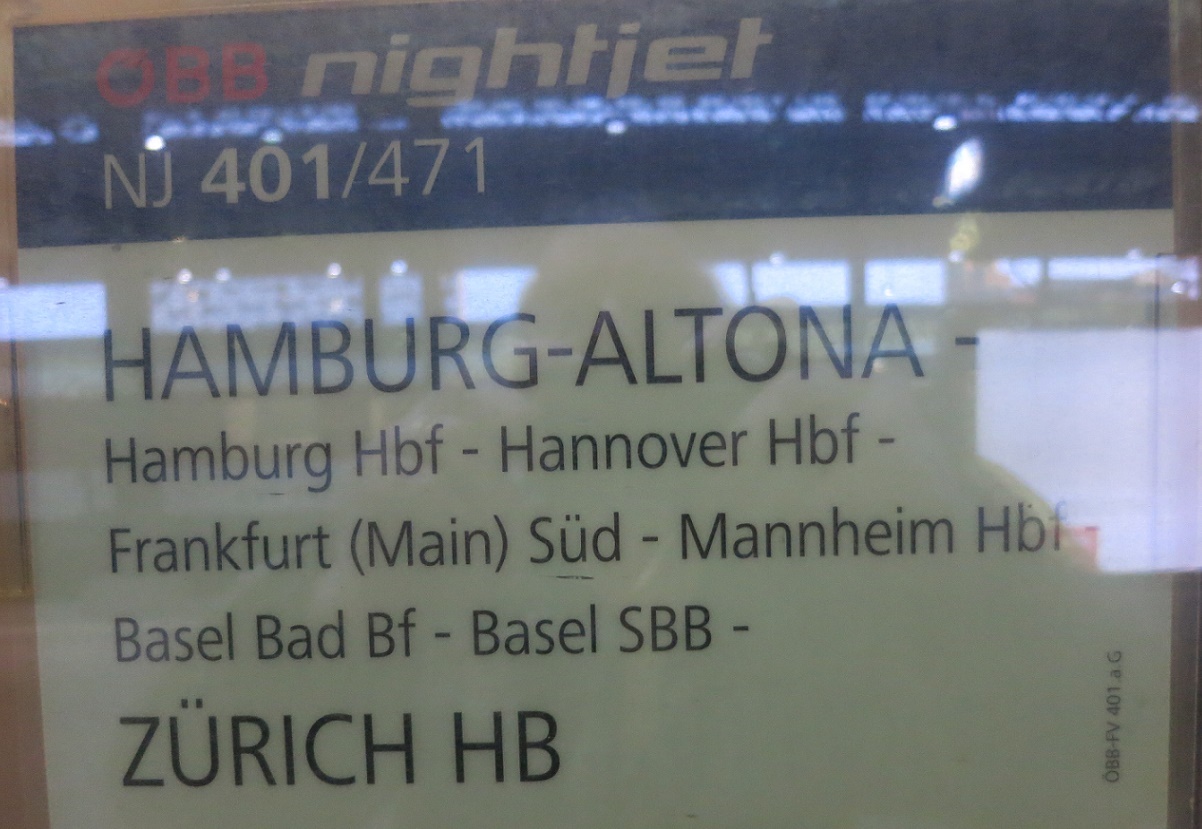 ÖBB nightjet
NJ 401/471
HAMBURG-ALTONA -
Hamburg Hbf - Hannover Hbf -
Frankfurt (Main) Süd - Mannheim Hbf
Basel Bad Bf - Basel SBB -
ZÜRICH HB
ÖBB-FV 401.a.G